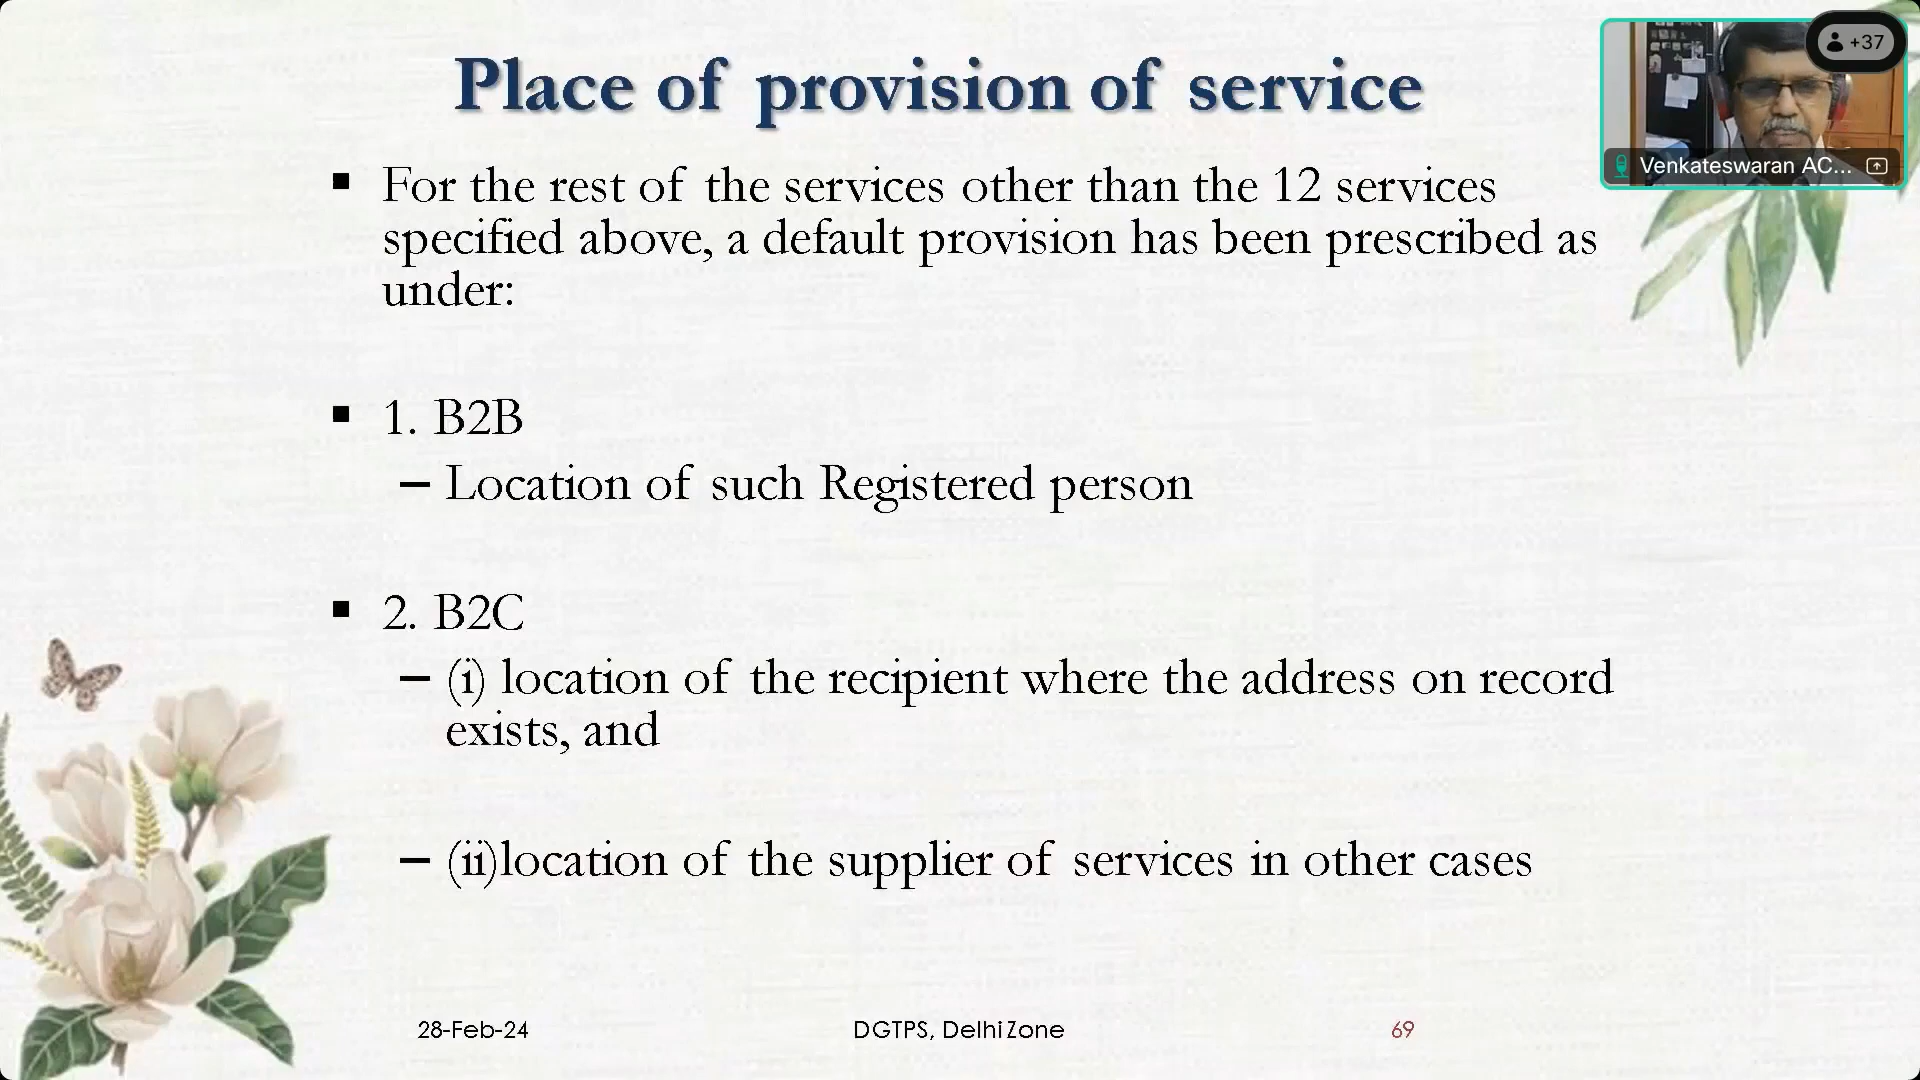 Place of provision of service
+37
Venkateswaran AC...
▪ For the rest of the services other than the 12 services
specified above, a default provision has been prescribed as
under:
▪ 1. B2B
– Location of such Registered person
▪ 2. B2C
– (i) location of the recipient where the address on record
exists, and
– (ii)location of the supplier of services in other cases
28-Feb-24
DGTPS, Delhi Zone
69